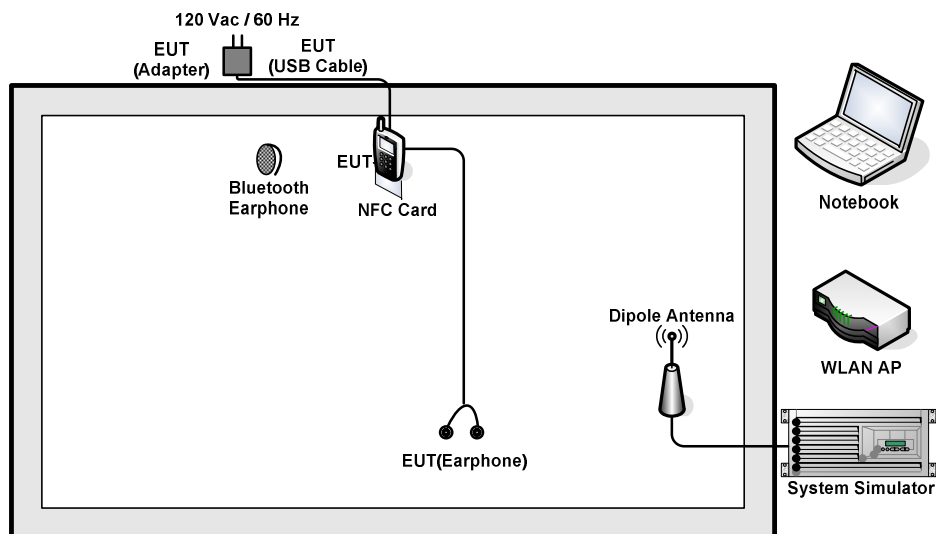 120 Vac / 60 Hz
EUT
(Adapter)
EUT
(USB Cable)
EUT
Bluetooth
Earphone
NFC Card
Notebook
Dipole Antenna
WLAN AP
EUT(Earphone)
System Simulator